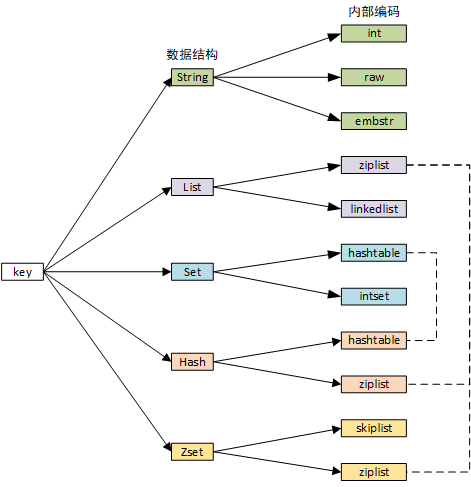 内部编码
数据结构
int
String
raw
embstr
ziplist
List
linkedlist
hashtable
key
Set
intset
hashtable
Hash
ziplist
skiplist
Zset
ziplist